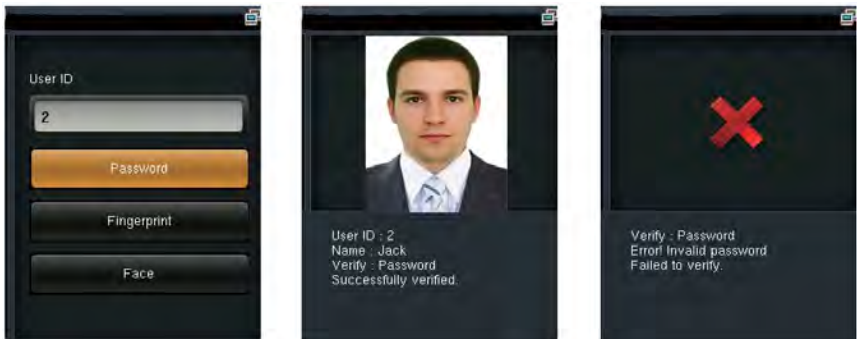 User ID
2
Password
Fingerprint
Face
User ID : 2
Name : Jack
Verify : Password
Successfully verified.
Verify : Password
Error! Invalid password
Failed to verify.